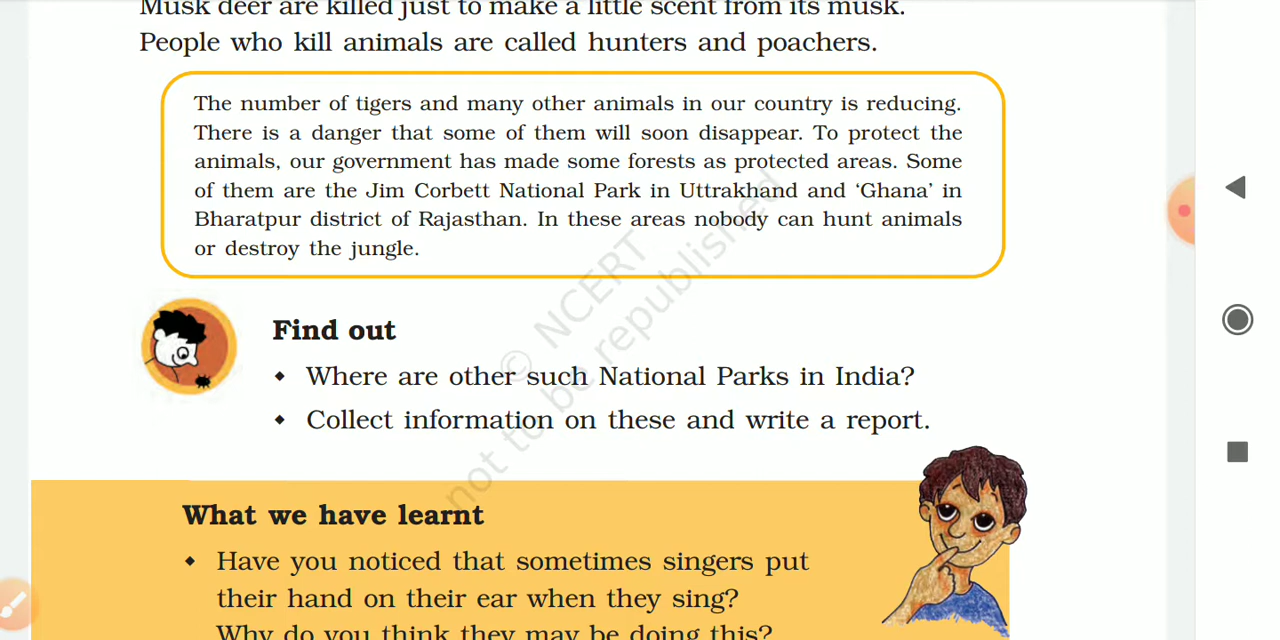 Musk deer are killed just to make a little scent from its musk.
People who kill animals are called hunters and poachers.
The number of tigers and many other animals in our country is reducing.
There is a danger that some of them will soon disappear. To protect the
animals, our government has made some forests as protected areas. Some
of them are the Jim Corbett National Park in Uttrakhand and ‘Ghana’ in
Bharatpur district of Rajasthan. In these areas nobody can hunt animals
or destroy the jungle.
© NCERT
not to be republished
Find out
◆ Where are other such National Parks in India?
◆ Collect information on these and write a report.
What we have learnt
◆ Have you noticed that sometimes singers put
their hand on their ear when they sing?
Why do you think they may be doing this?